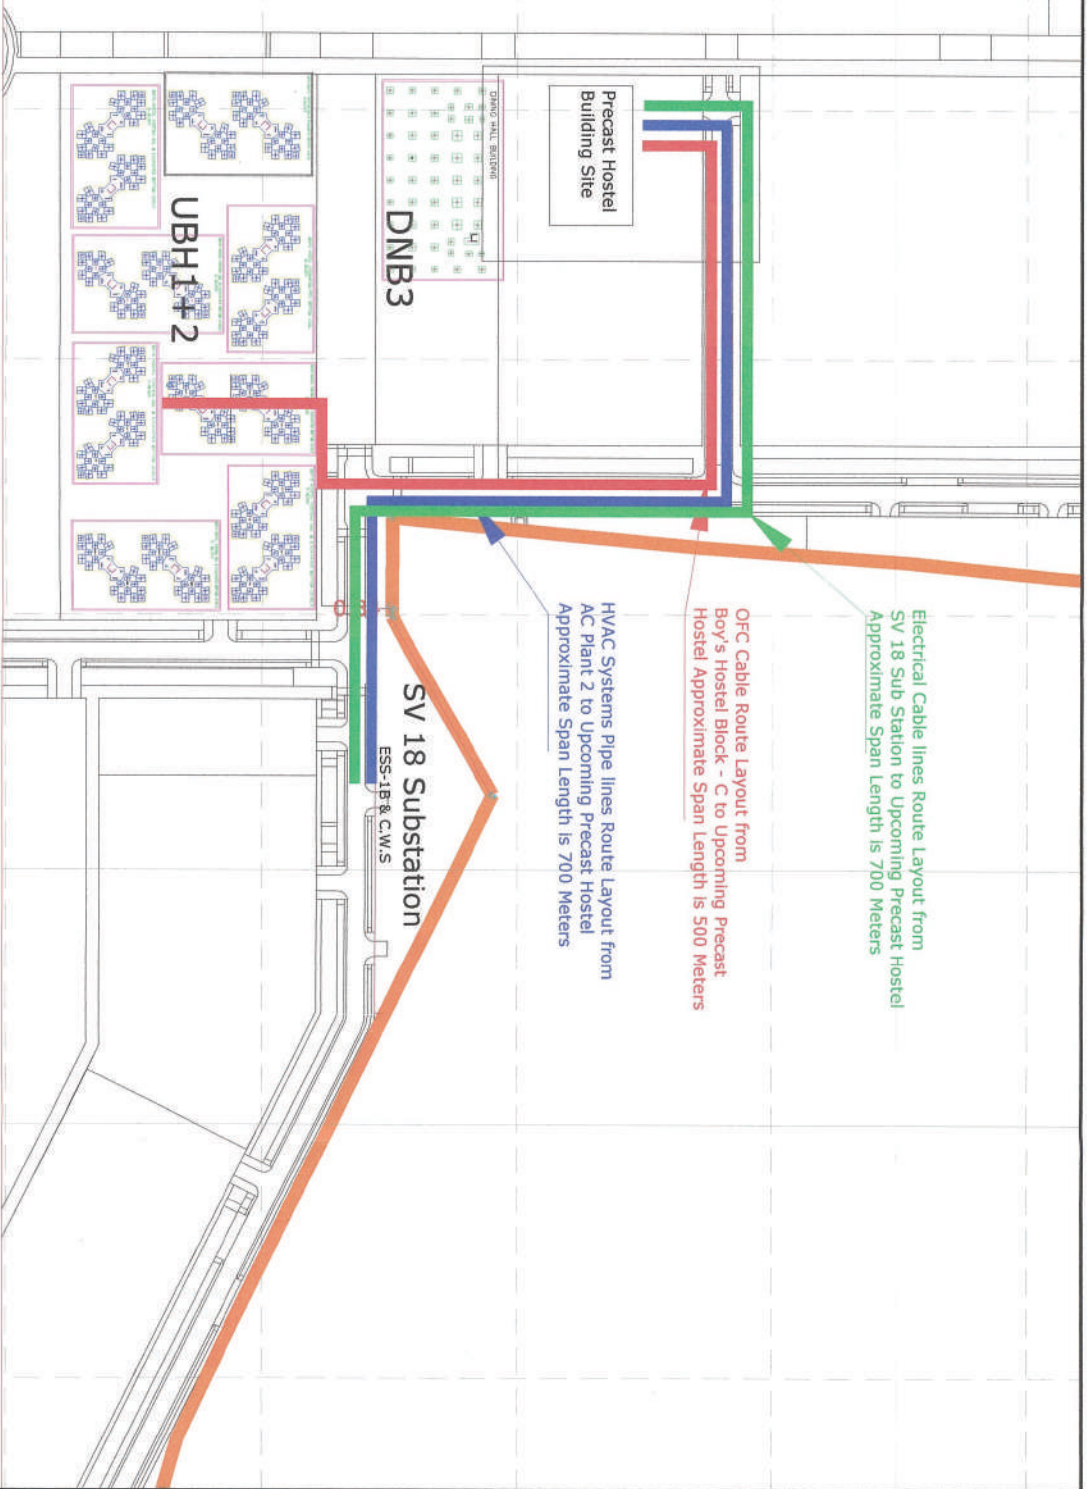 Electrical Cable lines Route Layout from
SV 18 Sub Station to Upcoming Precast Hostel
Approximate Span Length is 700 Meters
OFC Cable Route Layout from
Boy's Hostel Block - C to Upcoming Precast
Hostel Approximate Span Length is 500 Meters
HVAC Systems Pipe lines Route Layout from
AC Plant 2 to Upcoming Precast Hostel
Approximate Span Length is 700 Meters
Precast Hostel
Building Site
DINING HALL BUILDING
DNB3
SV 18 Substation
ESS-1B & C.W.S
UBH1+2